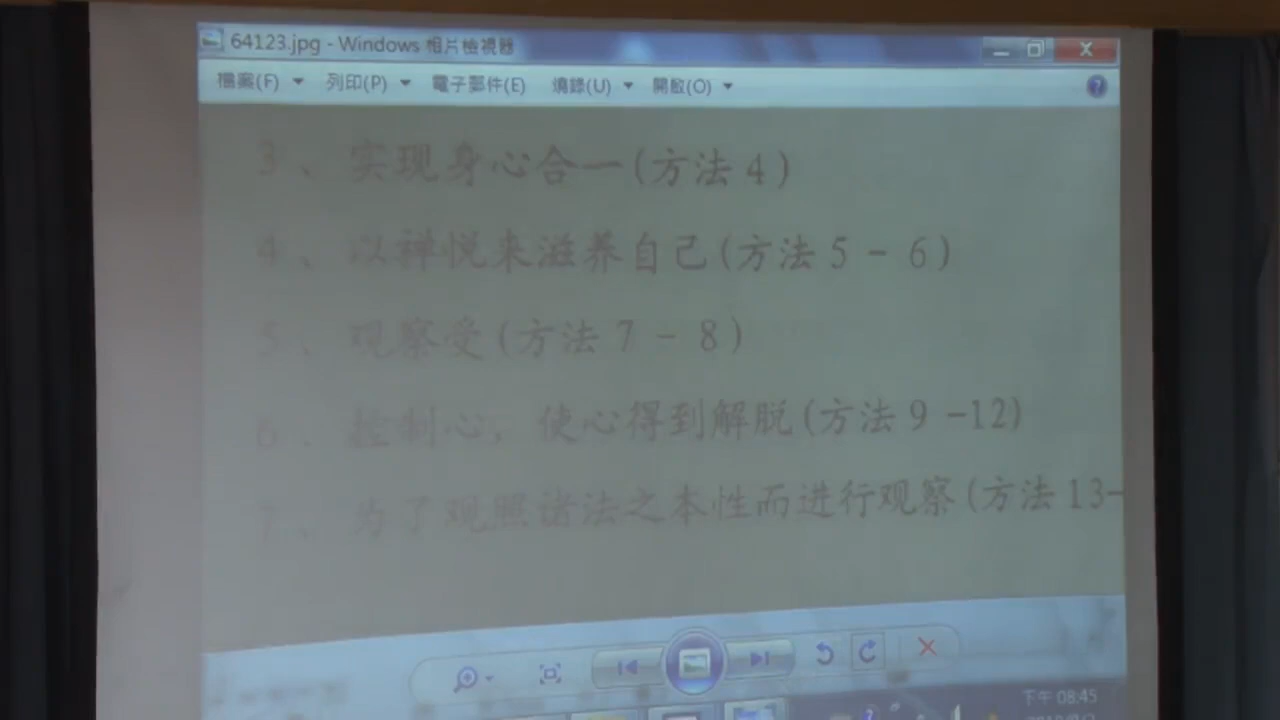 64123.jpg - Windows 相片檢視器
檔案(F) 列印(P) 電子郵件(E) 燒錄(U) 開啟(O)
3、实现身心合一(方法4)
4、以禅悦来滋养自己(方法5-6)
5、观察受(方法7-8)
6、控制心,使心得到解脱(方法9-12)
7、为了观照诸法之本性而进行观察(方法13-
下午 08:45